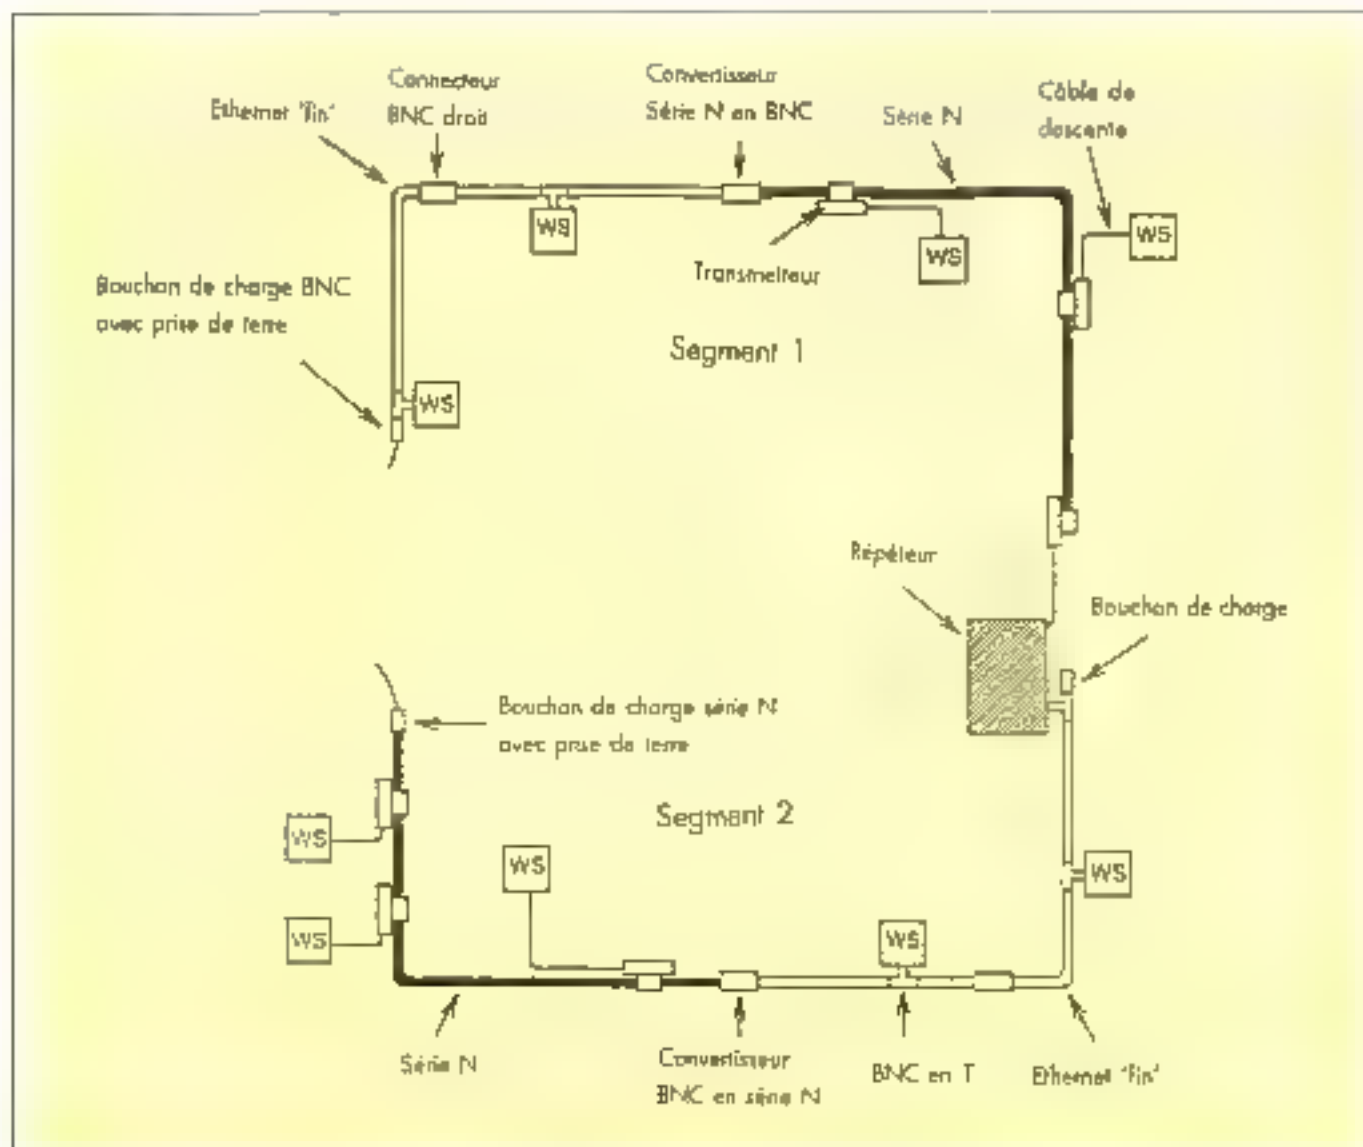 Ethernet 'fin'
Connecteur
BNC droit
Convertisseur
Série N en BNC
Série N
Câble de
descente
WS
WS
WS
Transmetteur
Bouchon de charge BNC
avec prise de terre
Segment 1
WS
Répéteur
Bouchon de charge
Bouchon de charge série N
avec prise de terre
Segment 2
WS
WS
WS
WS
WS
Série N
Convertisseur
BNC en série N
BNC en T
Ethernet 'fin'